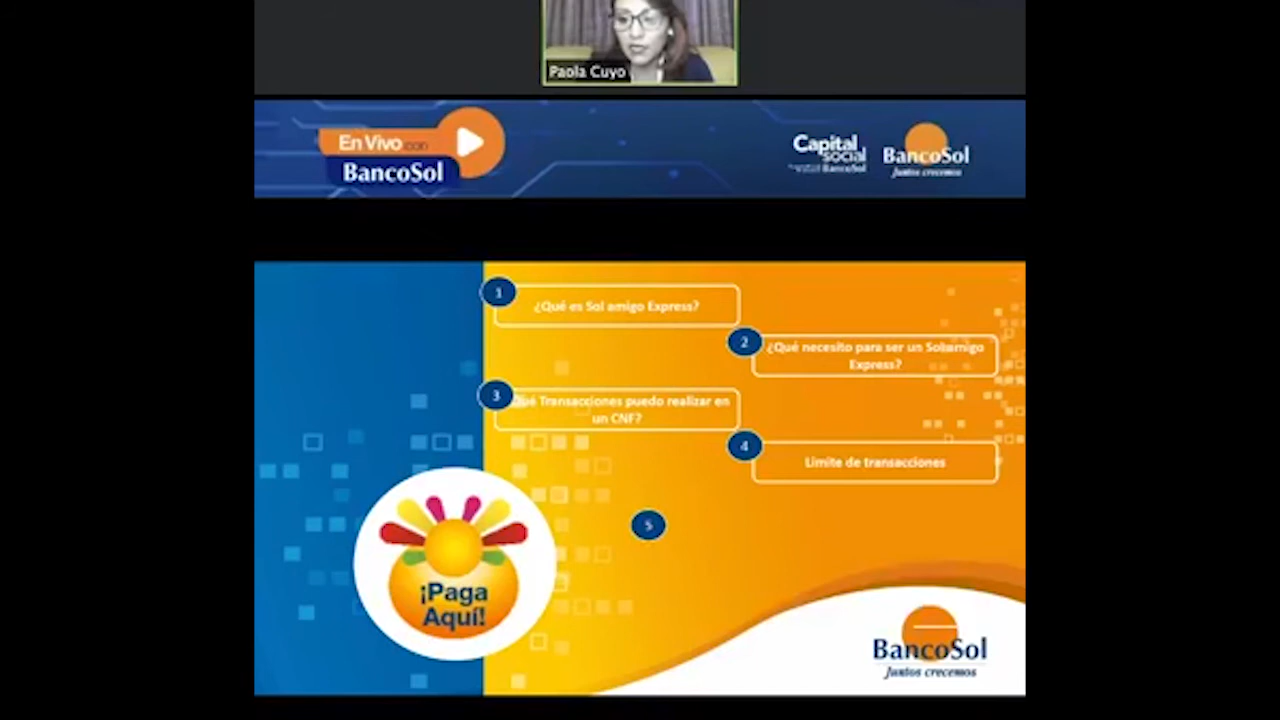 Paola Cuyo
En Vivo con
BancoSol
Capital
social
BancoSol
BancoSol
Juntos crecemos
1
¿Qué es Sol amigo Express?
2
¿Qué necesito para ser un Sol amigo
Express?
3
Transacciones puedo realizar en
un CNF?
4
Limite de transacciones
5
¡Paga
Aquí!
BancoSol
Juntos crecemos